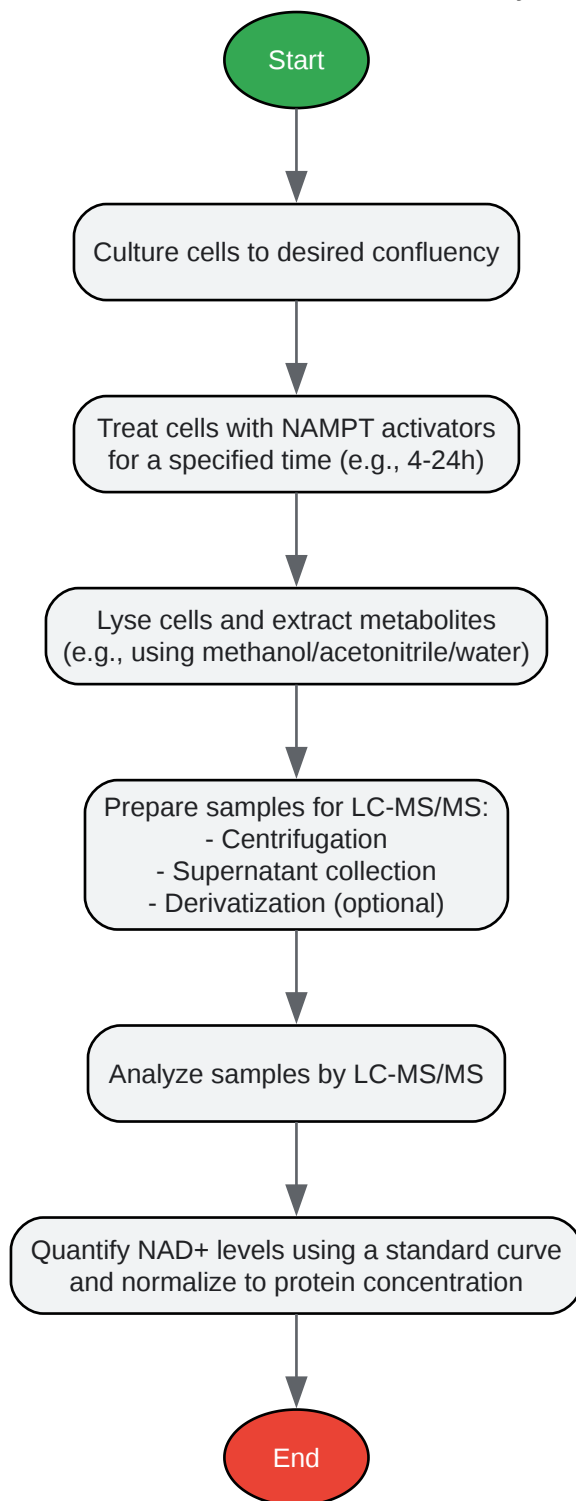 Start
Culture cells to desired confluency
Treat cells with NAMPT activators
for a specified time (e.g., 4-24h)
Lyse cells and extract metabolites
(e.g., using methanol/acetonitrile/water)
Prepare samples for LC-MS/MS:
- Centrifugation
- Supernatant collection
- Derivatization (optional)
Analyze samples by LC-MS/MS
Quantify NAD+ levels using a standard curve
and normalize to protein concentration
End